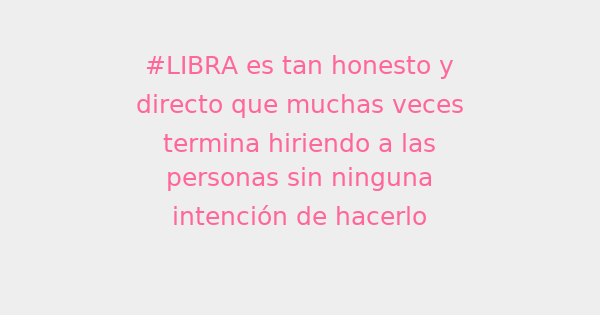 #LIBRA es tan honesto y
directo que muchas veces
termina hiriendo a las
personas sin ninguna
intención de hacerlo